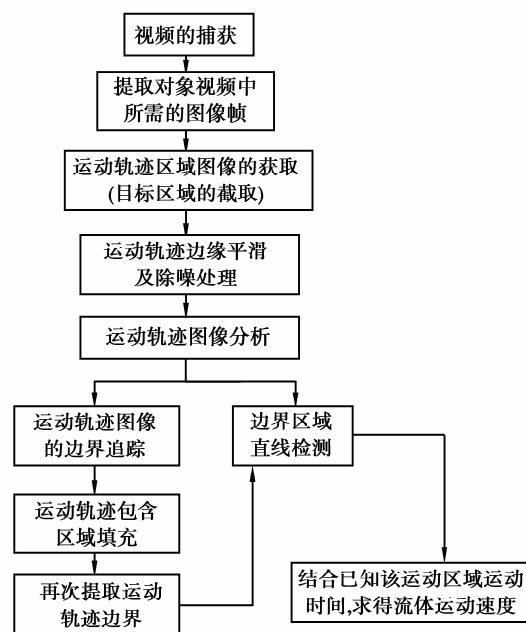 视频的捕获
提取对象视频中
所需的图像帧
运动轨迹区域图像的获取
(目标区域的截取)
运动轨迹边缘平滑
及除噪处理
运动轨迹图像分析
运动轨迹图像
的边界追踪
边界区域
直线检测
运动轨迹包含
区域填充
再次提取运动
轨迹边界
结合已知该运动区域运动
时间,求得流体运动速度